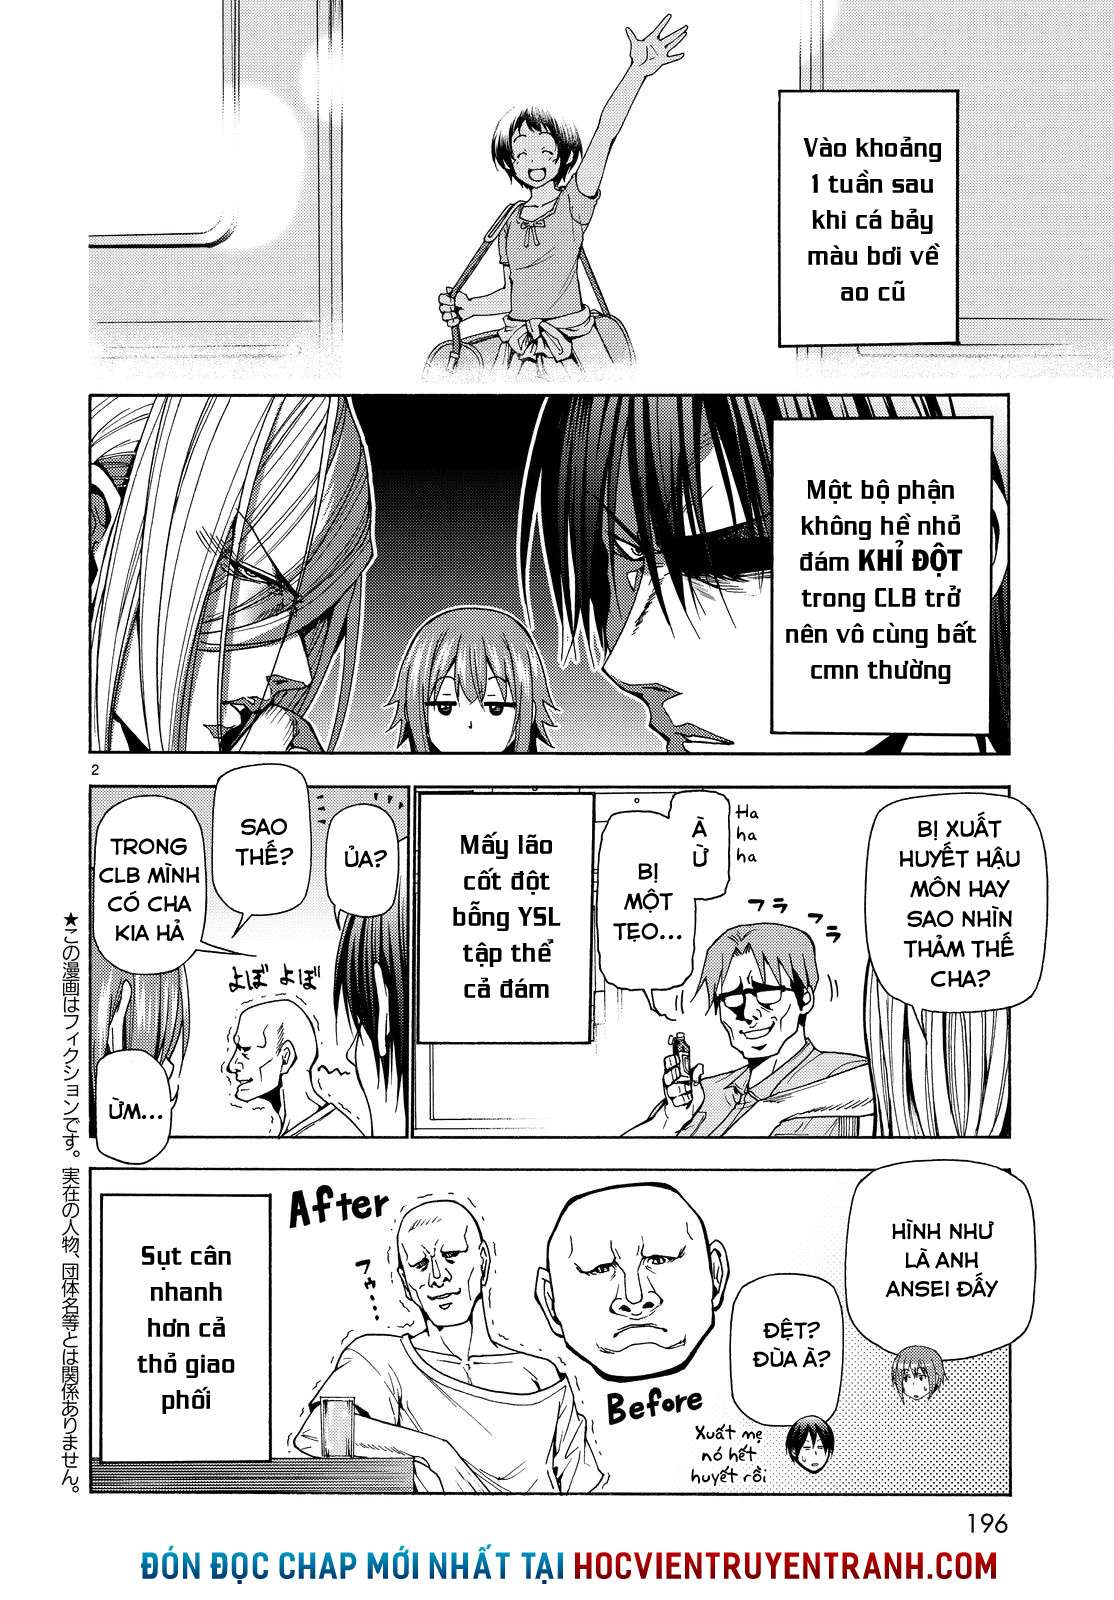 Vào khoảng
1 tuần sau
khi cá bảy
màu bơi về
ao cũ
Một bộ phận
không hề nhỏ
đám KHỈ ĐỘT
trong CLB trở
nên vô cùng bất
cmn thường
2
BỊ XUẤT
HUYẾT HẬU
MÔN HAY
SAO NHÌN
THẢM THẾ
CHA?
Ha
ha
ha
À
Ừ
BỊ
MỘT
TẸO...
フラ
フラ
Mấy lão
cốt đột
bỗng YSL
tập thể
cả đám
ỦA?
SAO
THẾ?
TRONG
CLB MÌNH
CÓ CHA
KIA HẢ
よぼ よぼ
ỪM...
★この漫画はフィクションです。実在の人物、団体名等とは関係ありません。
HÌNH NHƯ
LÀ ANH
ANSEI ĐẤY
ĐỆT?
ĐÙA À?
Xuất mẹ
nó hết
huyết rồi
Before
After
フゥ...
Sụt cân
nhanh
hơn cả
thỏ giao
phối
196
ĐÓN ĐỌC CHAP MỚI NHẤT TẠI HOCVIENTRUYENTRANH.COM